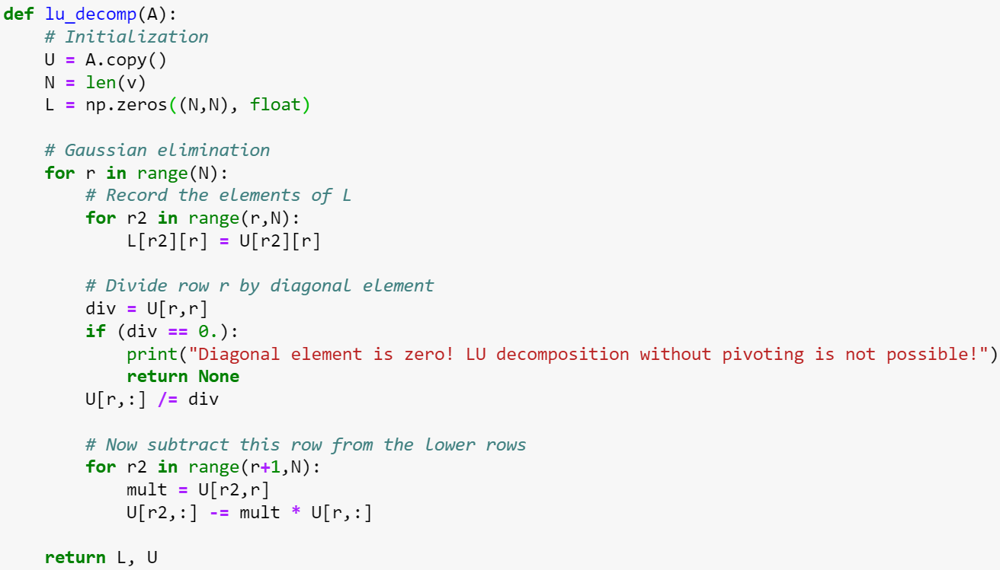 def lu_decomp(A):
    # Initialization
    U = A.copy()
    N = len(v)
    L = np.zeros((N,N), float)

    # Gaussian elimination
    for r in range(N):
        # Record the elements of L
        for r2 in range(r,N):
            L[r2][r] = U[r2][r]

        # Divide row r by diagonal element
        div = U[r,r]
        if (div == 0.):
            print("Diagonal element is zero! LU decomposition without pivoting is not possible!")
            return None
        U[r,:] /= div

        # Now subtract this row from the lower rows
        for r2 in range(r+1,N):
            mult = U[r2,r]
            U[r2,:] -= mult * U[r,:]

    return L, U